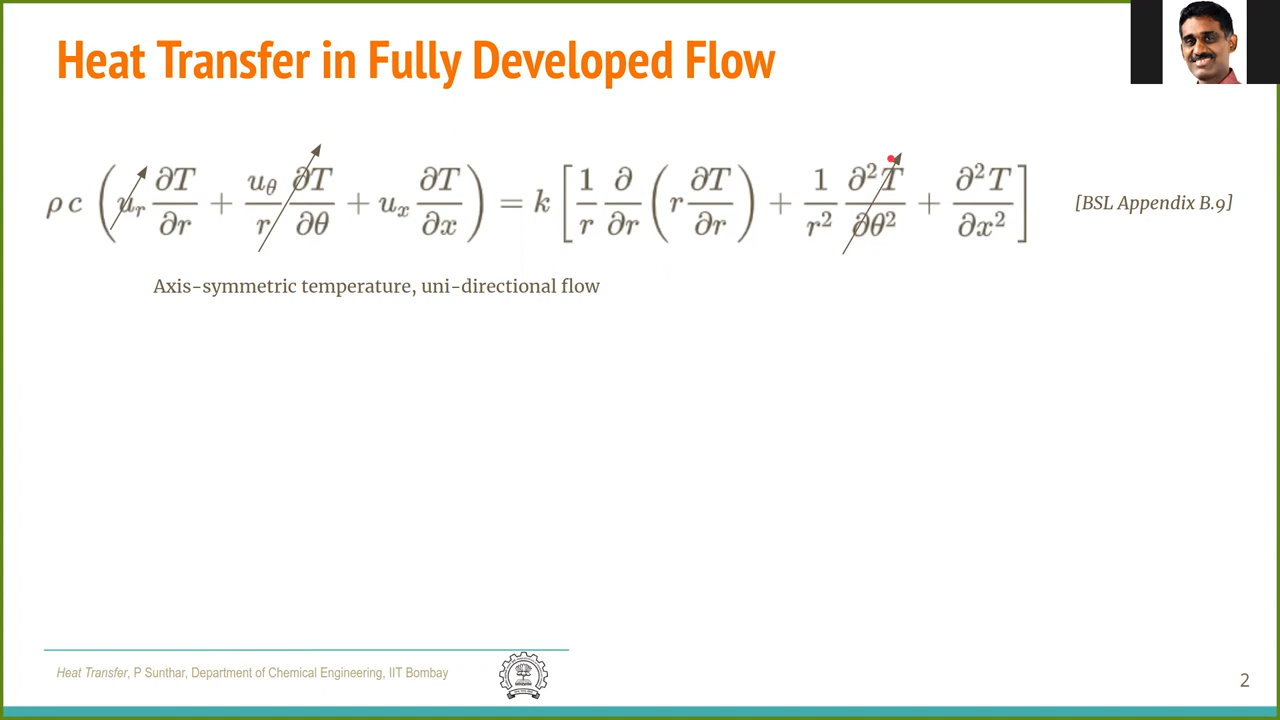 Heat Transfer in Fully Developed Flow
ρ c ( u_r ∂T/∂r + u_θ/r ∂T/∂θ + u_x ∂T/∂x ) = k [ 1/r ∂/∂r ( r ∂T/∂r ) + 1/r² ∂²T/∂θ² + ∂²T/∂x² ] [BSL Appendix B.9]
Axis-symmetric temperature, uni-directional flow
Heat Transfer, P Sunthar, Department of Chemical Engineering, IIT Bombay
2